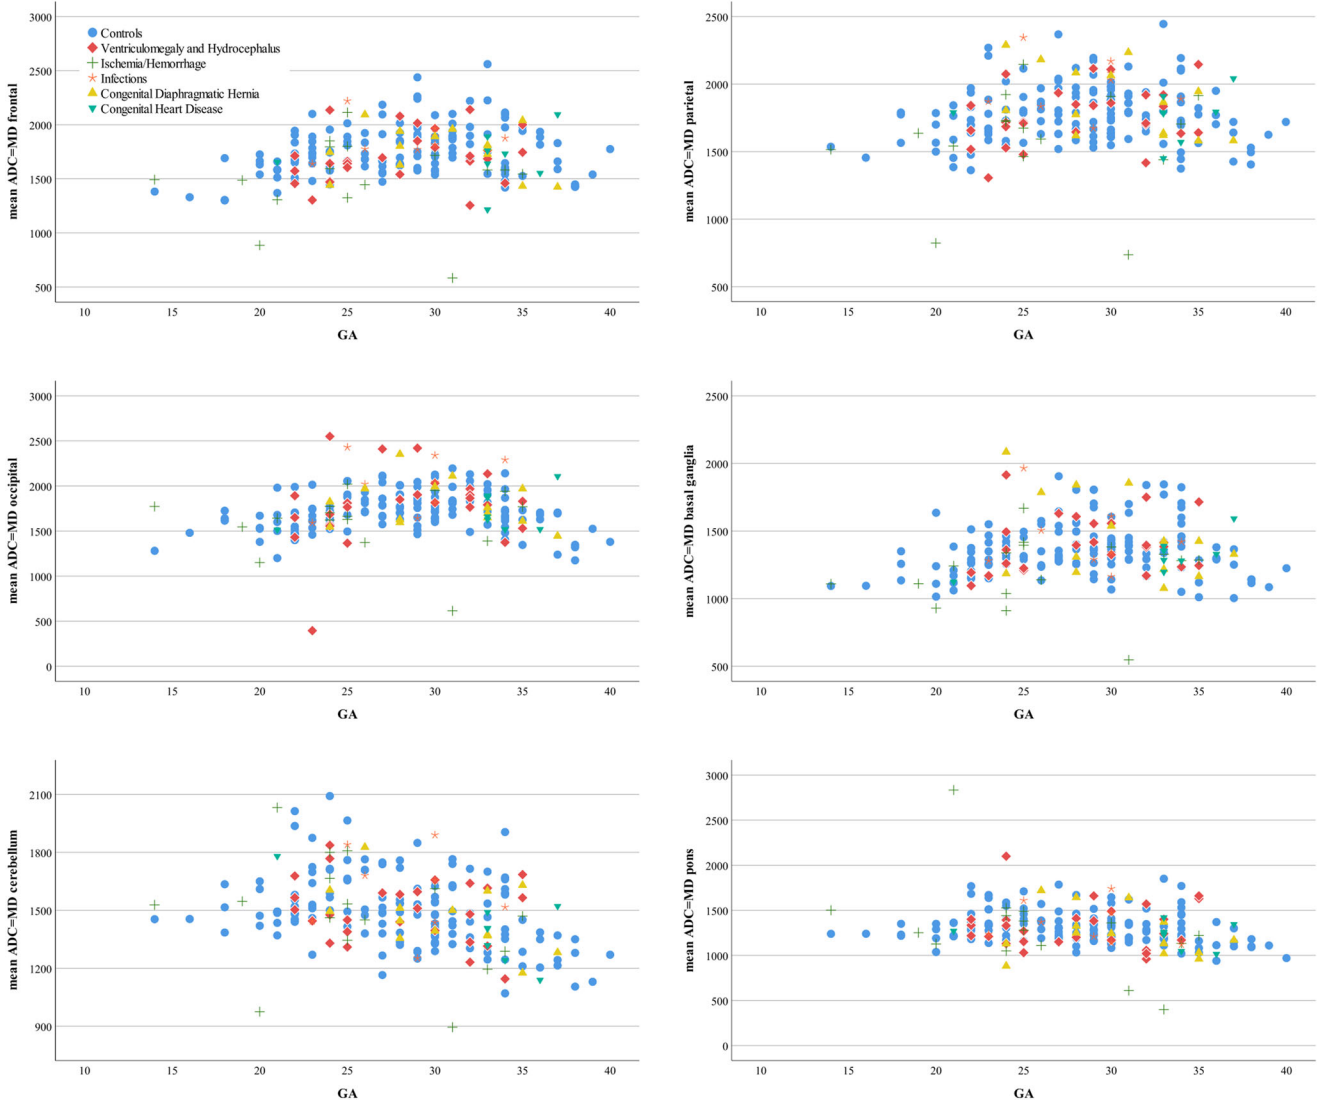 3000
2500
2000
1500
1000
500
mean ADC=MD frontal
Controls
Ventriculomegaly and Hydrocephalus
Ischemia/Hemorrhage
Infections
Congenital Diaphragmatic Hernia
Congenital Heart Disease
10 15 20 25 30 35 40
GA
2500
2000
1500
1000
500
mean ADC=MD parietal
10 15 20 25 30 35 40
GA
3000
2500
2000
1500
1000
500
0
mean ADC=MD occipital
10 15 20 25 30 35 40
GA
2500
2000
1500
1000
500
mean ADC=MD basal ganglia
10 15 20 25 30 35 40
GA
2100
1800
1500
1200
900
mean ADC=MD cerebellum
10 15 20 25 30 35 40
GA
3000
2500
2000
1500
1000
500
0
mean ADC=MD pons
10 15 20 25 30 35 40
GA